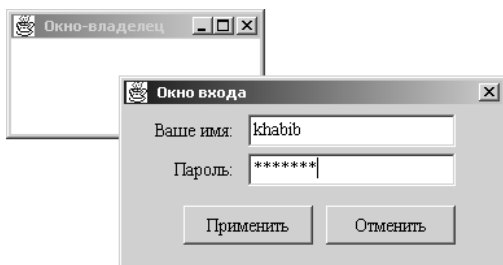 Окно-владелец
Окно входа
Ваше имя: khabib
Пароль: *******
Применить Отменить